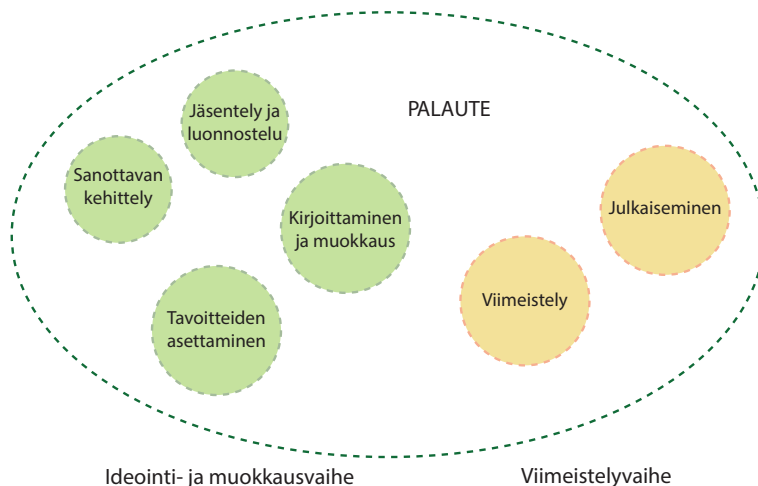 PALAUTE
Jäsentely ja
luonnostelu
Sanottavan
kehittely
Kirjoittaminen
ja muokkaus
Tavoitteiden
asettaminen
Julkaiseminen
Viimeistely
Ideointi- ja muokkausvaihe
Viimeistelyvaihe